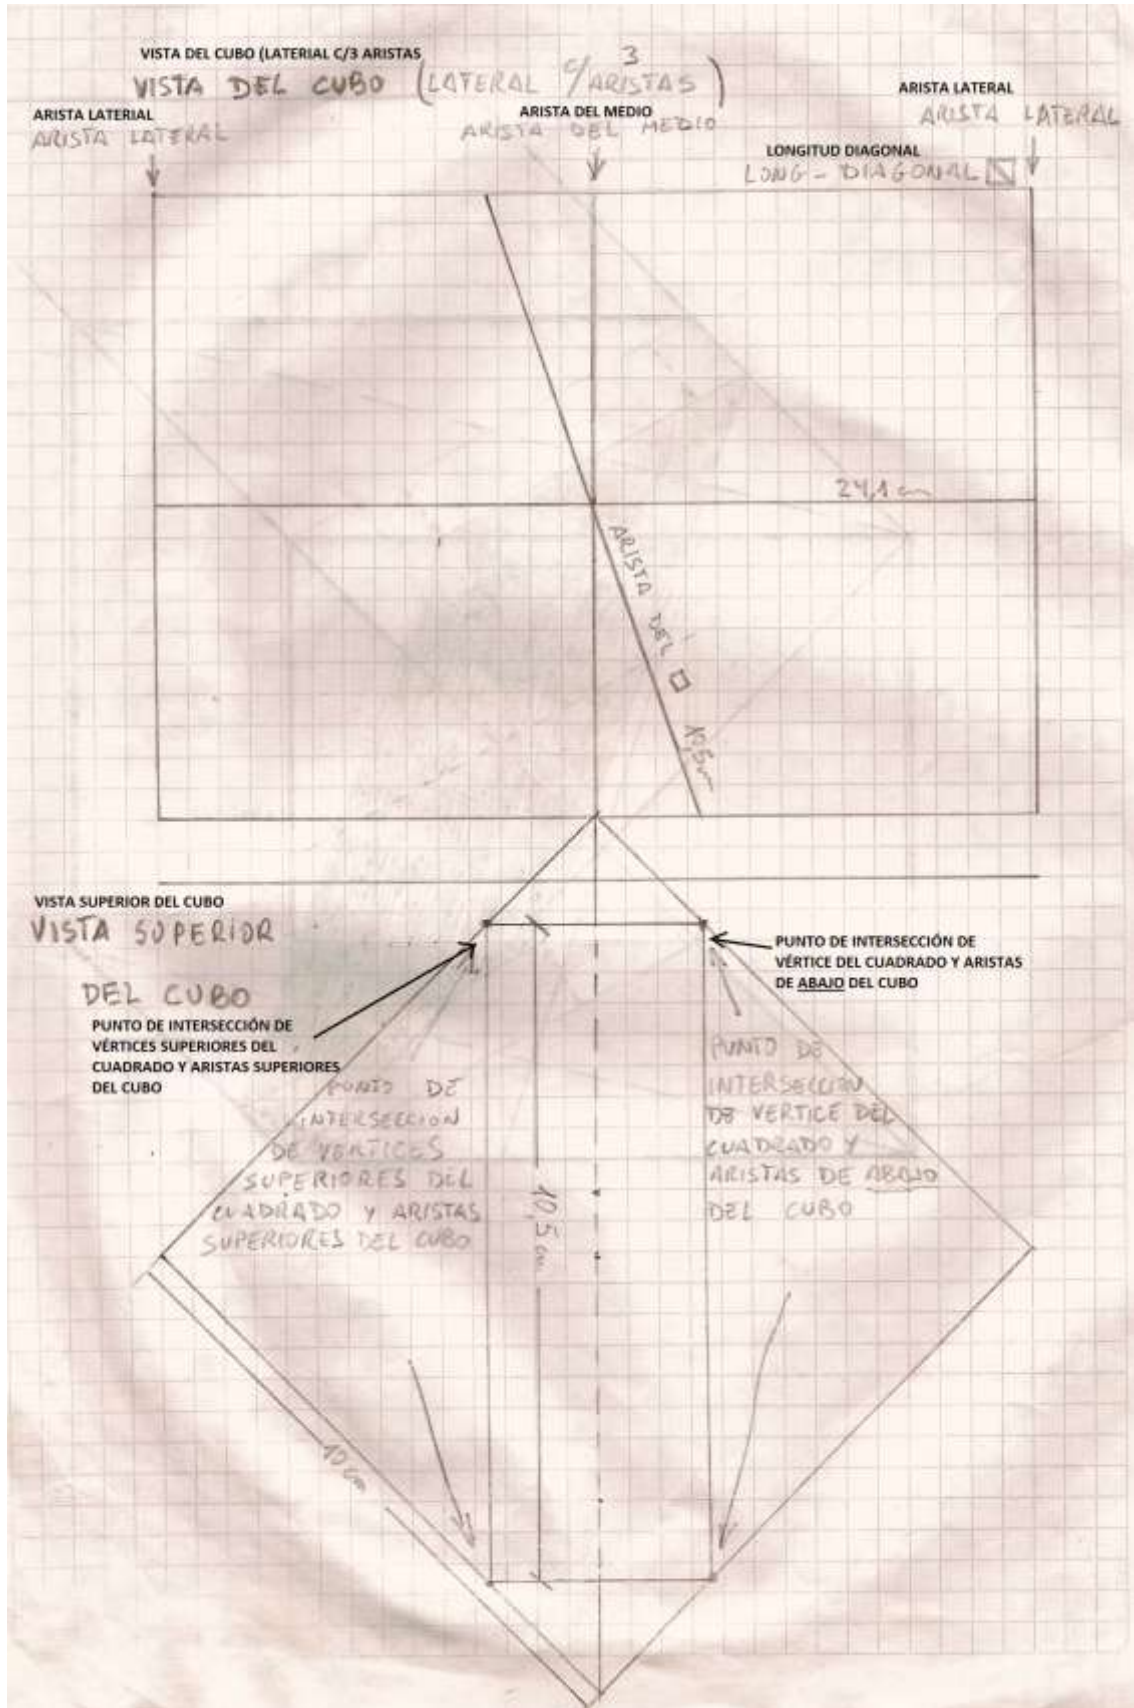 VISTA DEL CUBO (LATERIAL C/3 ARISTAS
VISTA DEL CUBO (LATERAL C/3 ARISTAS)
ARISTA LATERIAL
ARISTA LATERAL
ARISTA DEL MEDIO
ARISTA DEL MEDIO
ARISTA LATERAL
ARISTA LATERAL
LONGITUD DIAGONAL
LONG - DIAGONAL
24,1 cm
ARISTA DEL
10,5cm
VISTA SUPERIOR DEL CUBO
VISTA SUPERIOR
DEL CUBO
PUNTO DE INTERSECCIÓN DE
VÉRTICES SUPERIORES DEL
CUADRADO Y ARISTAS SUPERIORES
DEL CUBO
PUNTO DE INTERSECCIÓN DE
VÉRTICE DEL CUADRADO Y ARISTAS
DE ABAJO DEL CUBO
PUNTO DE
INTERSECCION
DE VERTICES
SUPERIORES DEL
CUADRADO Y ARISTAS
SUPERIORES DEL CUBO
10,5 cm
PUNTO DE
INTERSECCION
DE VERTICE DEL
CUADRADO Y
ARISTAS DE ABAJO
DEL CUBO
10 cm